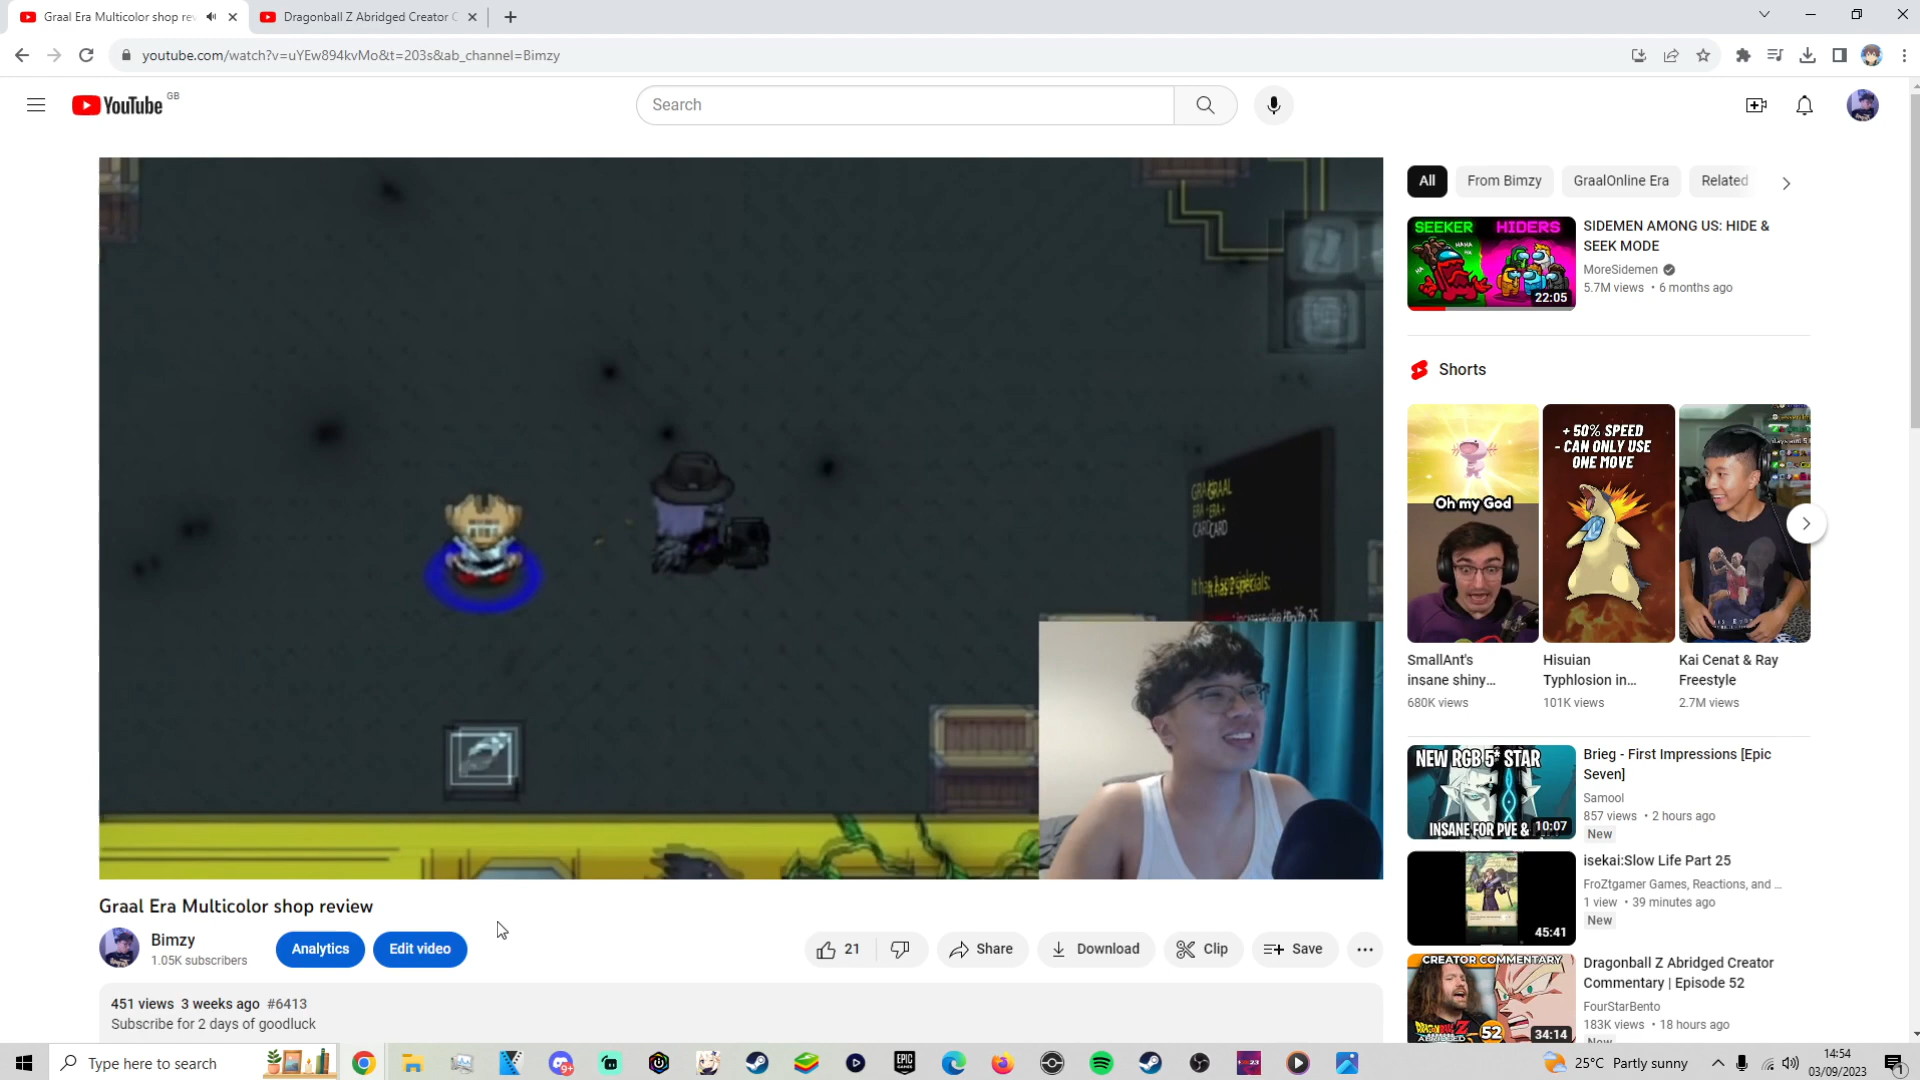 Graal Era Multicolor shop re
Dragonball Z Abridged Creator C
youtube.com/watch?v=uYEw894kvMo&t=203s&ab_channel=Bimzy
YouTube GB
Search
All
From Bimzy
GraalOnline Era
Related
SEEKER HIDERS
HAHA
HA
HA
22:05
SIDEMEN AMONG US: HIDE &
SEEK MODE
MoreSidemen
5.7M views • 6 months ago
Shorts
Oh my God
+ 50% SPEED
- CAN ONLY USE
ONE MOVE
SmallAnt's
insane shiny...
680K views
Hisuian
Typhlosion in...
101K views
Kai Cenat & Ray
Freestyle
2.7M views
NEW RGB 5* STAR
INSANE FOR PVE &
10:07
Brieg - First Impressions [Epic
Seven]
Samool
857 views • 2 hours ago
New
45:41
isekai:Slow Life Part 25
FroZtgamer Games, Reactions, and ...
1 view • 39 minutes ago
New
CREATOR COMMENTARY
52
34:14
Dragonball Z Abridged Creator
Commentary | Episode 52
FourStarBento
183K views • 18 hours ago
New
Graal Era Multicolor shop review
Bimzy
1.05K subscribers
Analytics
Edit video
21
Share
Download
Clip
Save
451 views 3 weeks ago #6413
Subscribe for 2 days of goodluck
Type here to search
9+
EPIC
GAMES
25°C Partly sunny
14:54
03/09/2023
1